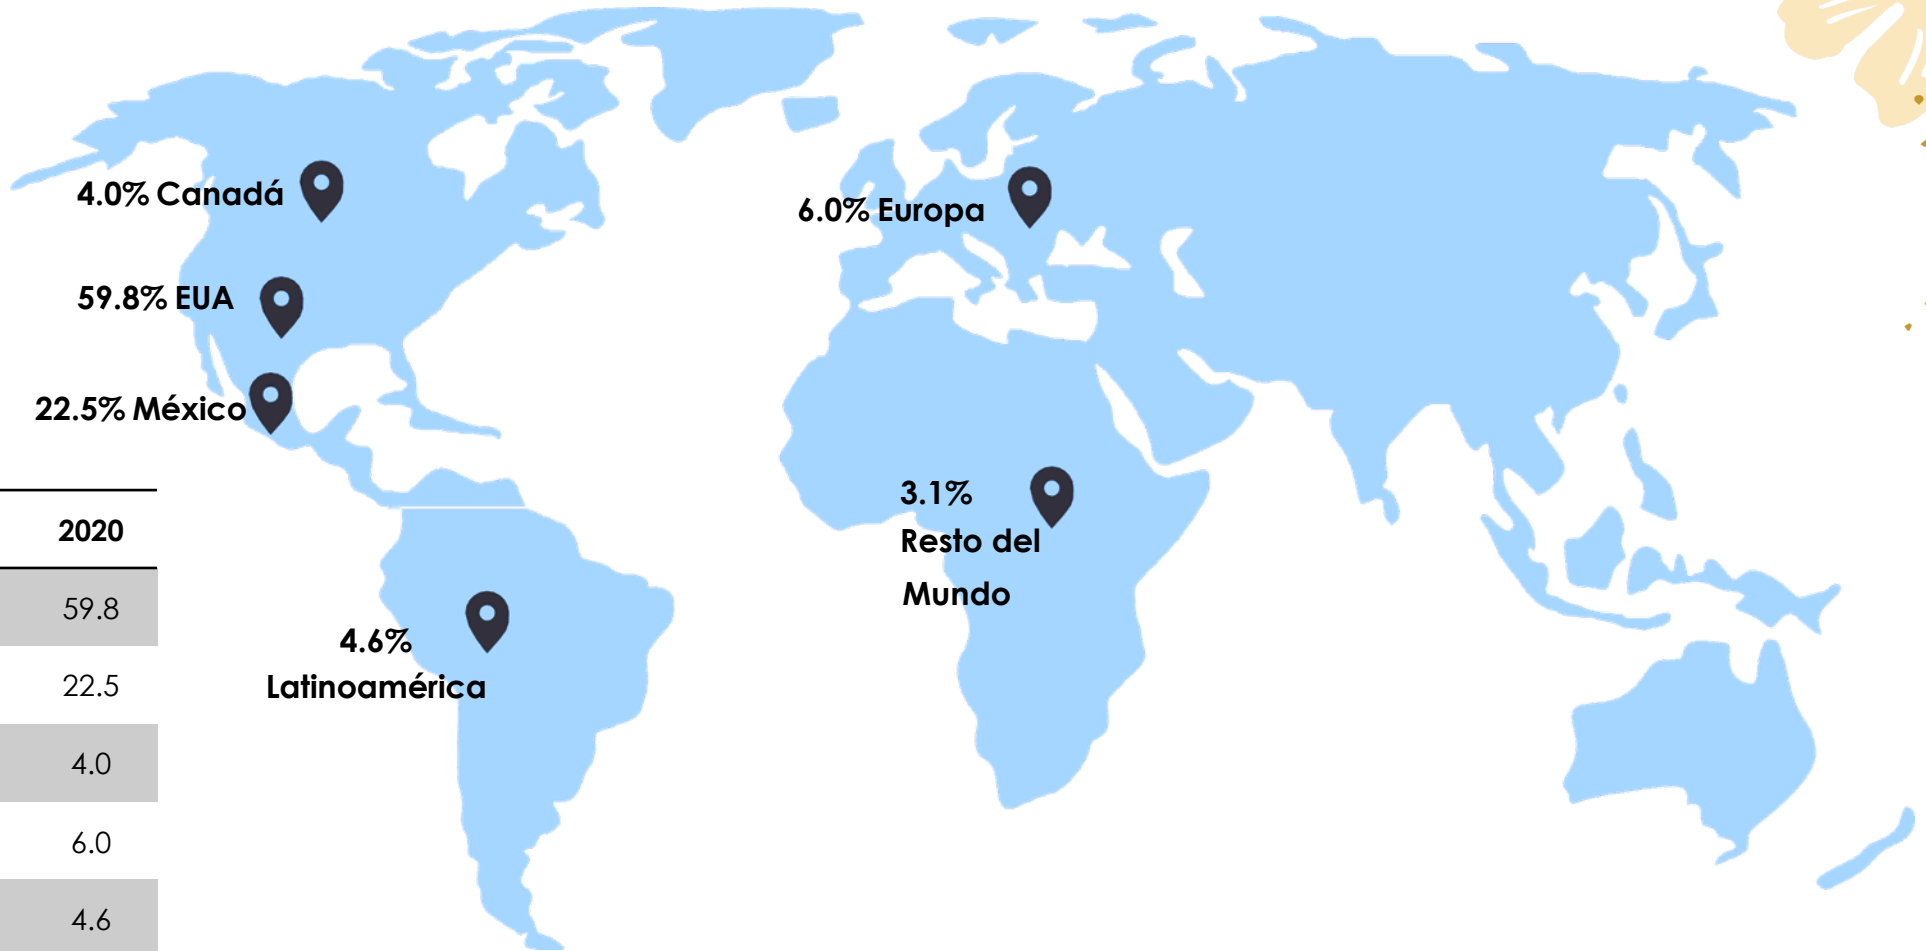 4.0% Canadá
6.0% Europa
59.8% EUA
22.5% México
3.1%
Resto del
Mundo
4.6%
Latinoamérica
2020
59.8
22.5
4.0
6.0
4.6